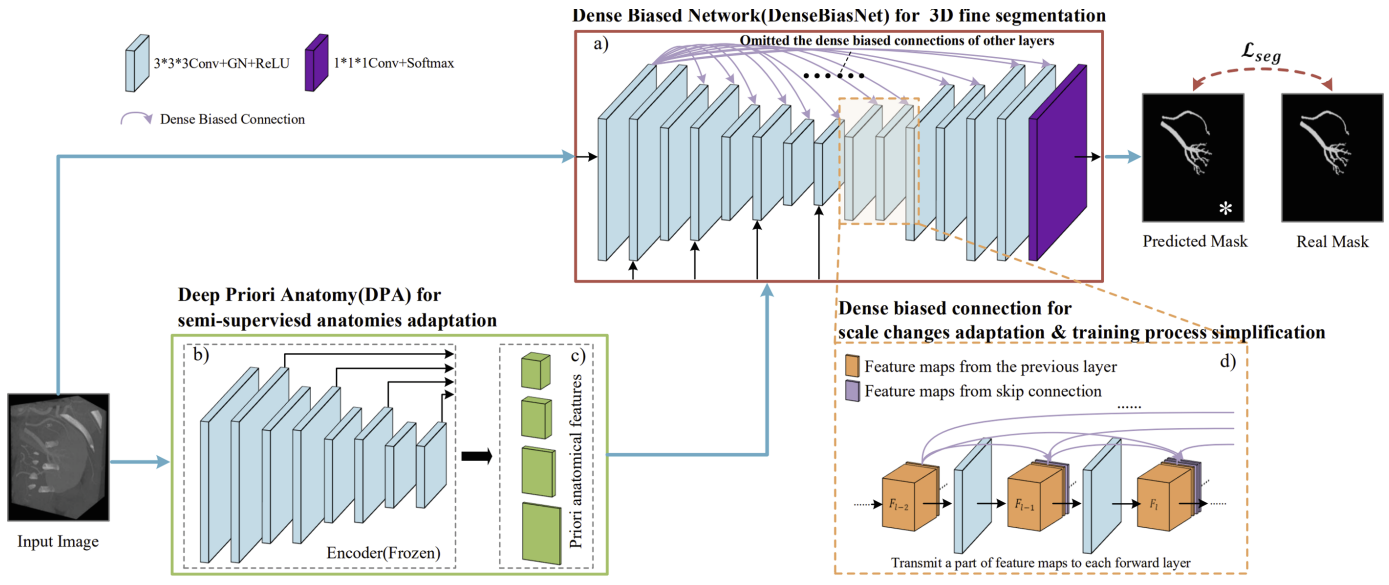 Dense Biased Network(DenseBiasNet) for 3D fine segmentation
a)
Omitted the dense biased connections of other layers
3*3*3Conv+GN+ReLU
1*1*1Conv+Softmax
Dense Biased Connection
ℒseg
*
Predicted Mask
Real Mask
Deep Priori Anatomy(DPA) for
semi-superviesd anatomies adaptation
b)
c)
Priori anatomical features
Encoder(Frozen)
Input Image
Dense biased connection for
scale changes adaptation & training process simplification
d)
Feature maps from the previous layer
Feature maps from skip connection
......
F_{l-2}
F_{l-1}
F_l
Transmit a part of feature maps to each forward layer